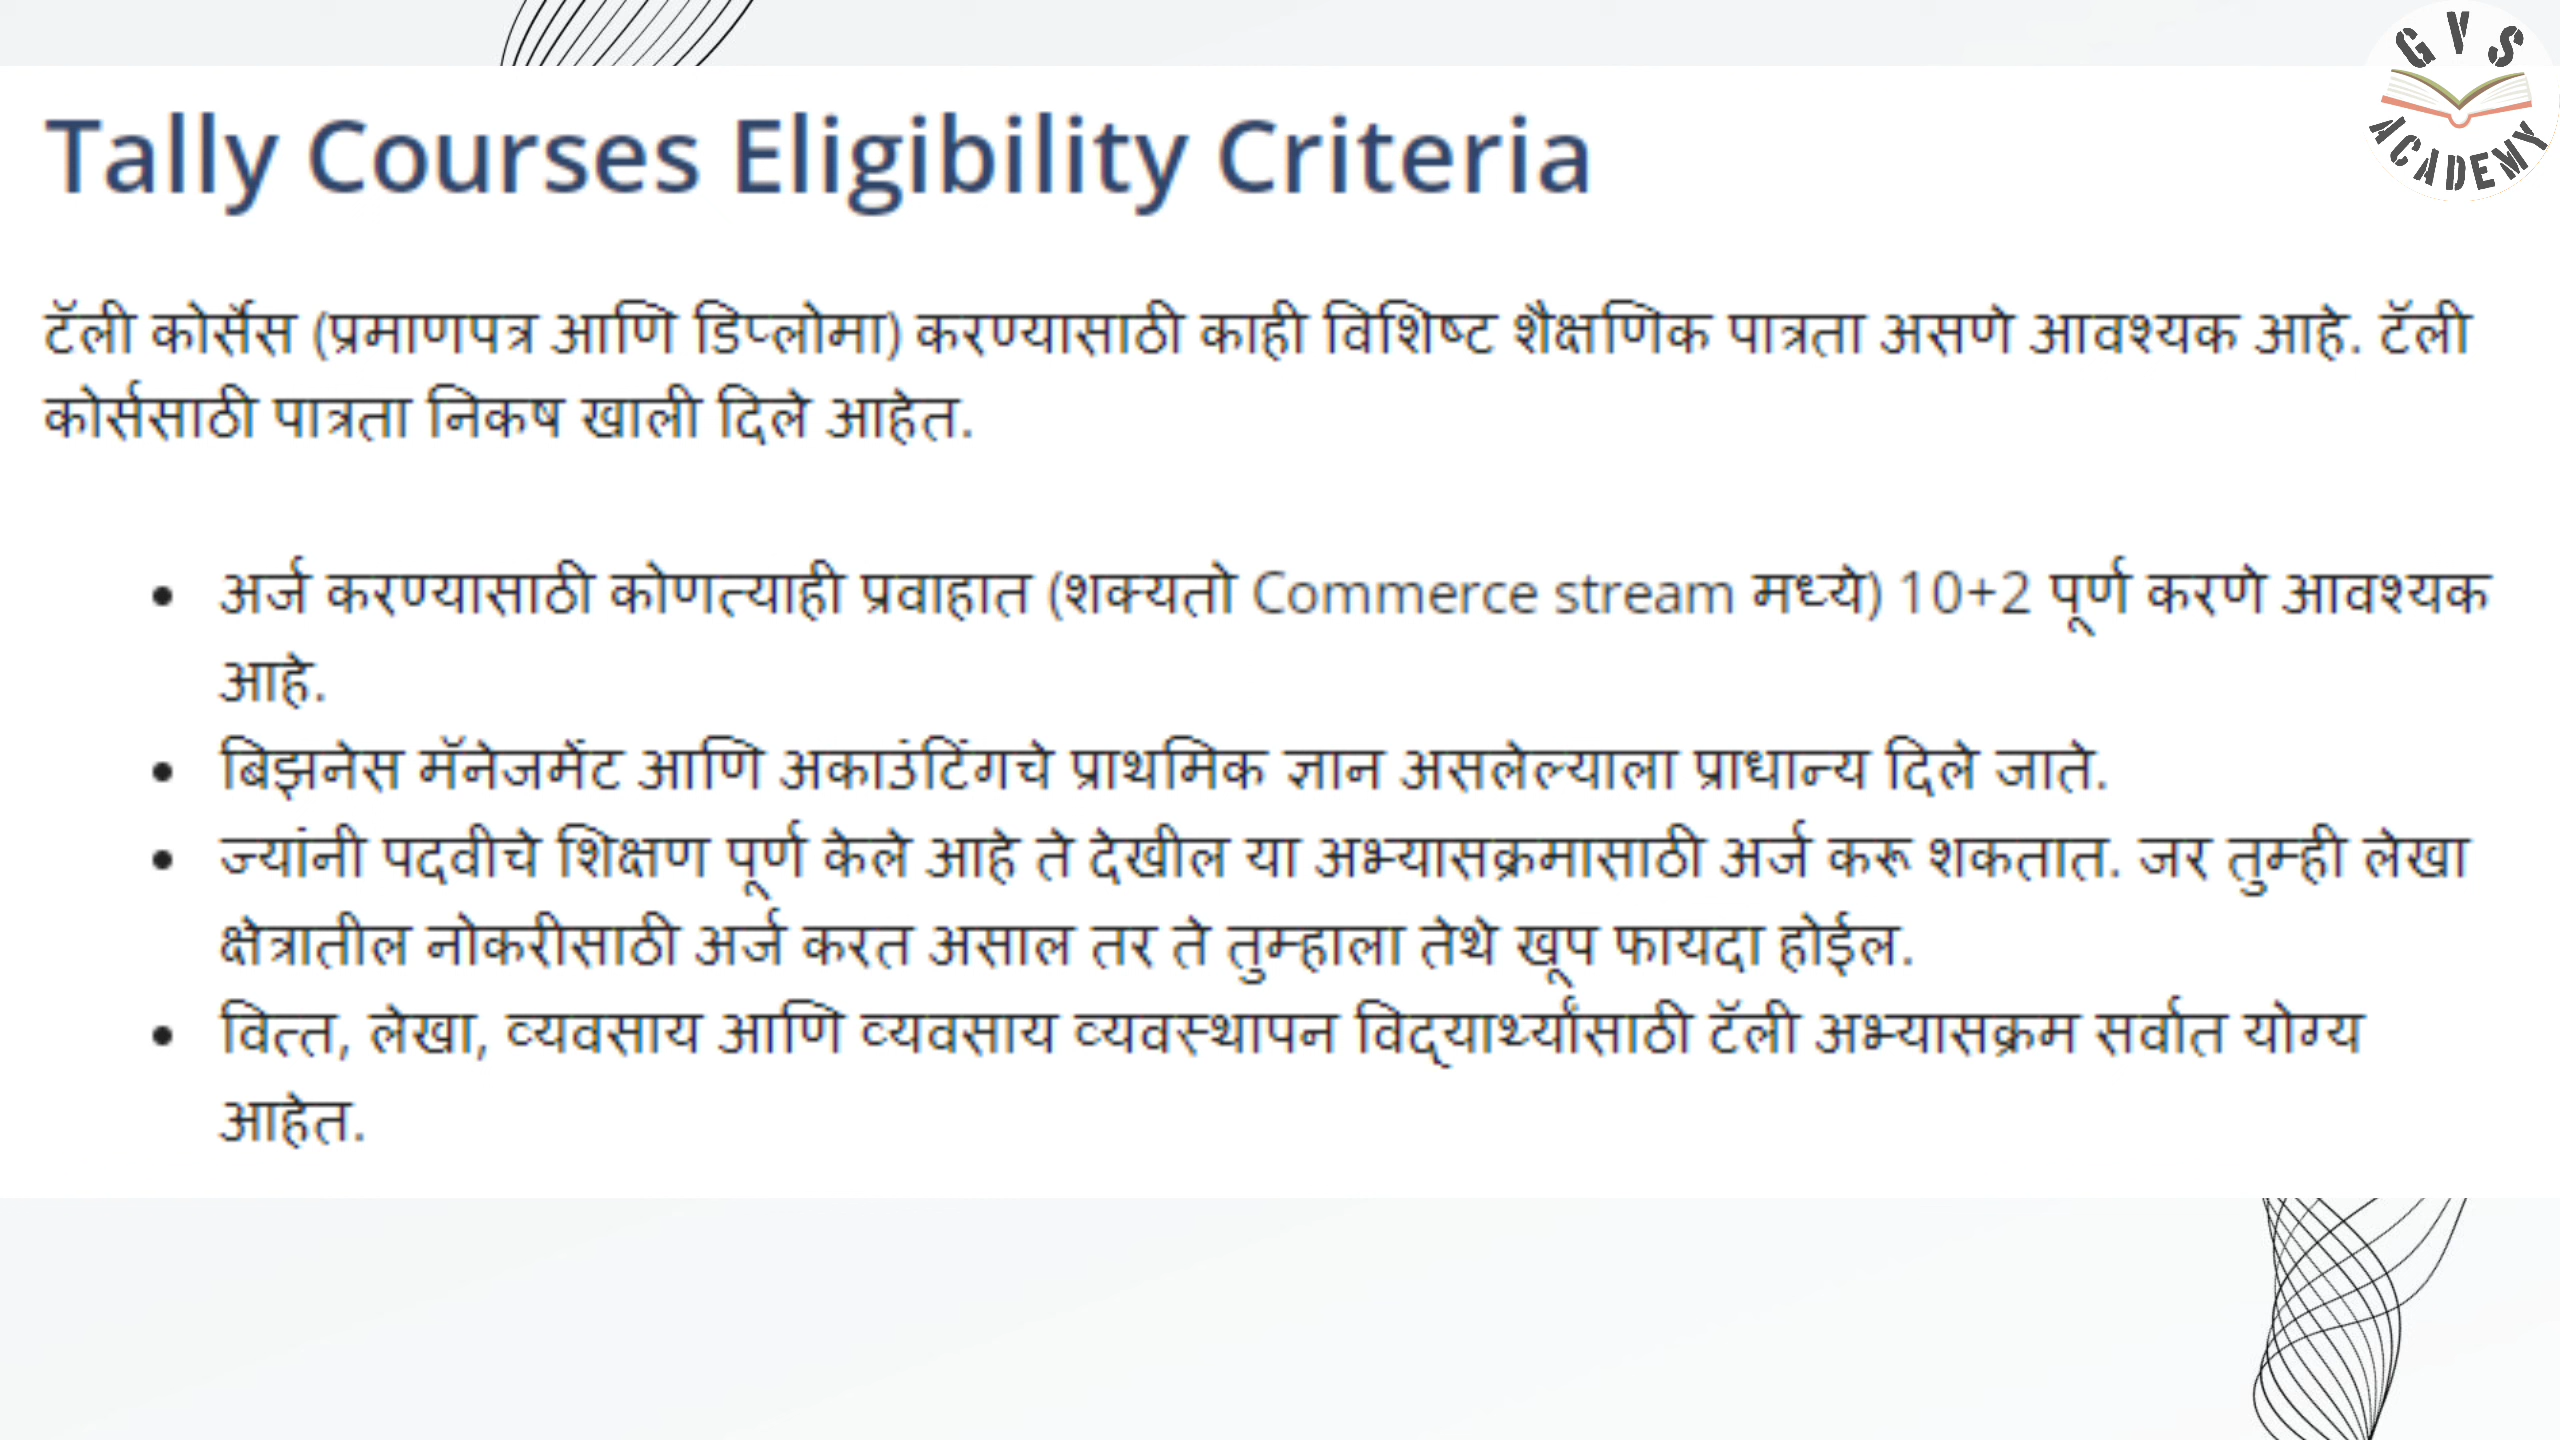 GVS
ACADEMY
Tally Courses Eligibility Criteria
टॅली कोर्सेस (प्रमाणपत्र आणि डिप्लोमा) करण्यासाठी काही विशिष्ट शैक्षणिक पात्रता असणे आवश्यक आहे. टॅली
कोर्ससाठी पात्रता निकष खाली दिले आहेत.
• अर्ज करण्यासाठी कोणत्याही प्रवाहात (शक्यतो Commerce stream मध्ये) 10+2 पूर्ण करणे आवश्यक
आहे.
• बिझनेस मॅनेजमेंट आणि अकाउंटिंगचे प्राथमिक ज्ञान असलेल्याला प्राधान्य दिले जाते.
• ज्यांनी पदवीचे शिक्षण पूर्ण केले आहे ते देखील या अभ्यासक्रमासाठी अर्ज करू शकतात. जर तुम्ही लेखा
क्षेत्रातील नोकरीसाठी अर्ज करत असाल तर ते तुम्हाला तेथे खूप फायदा होईल.
• वित्त, लेखा, व्यवसाय आणि व्यवसाय व्यवस्थापन विद्यार्थ्यांसाठी टॅली अभ्यासक्रम सर्वात योग्य
आहेत.